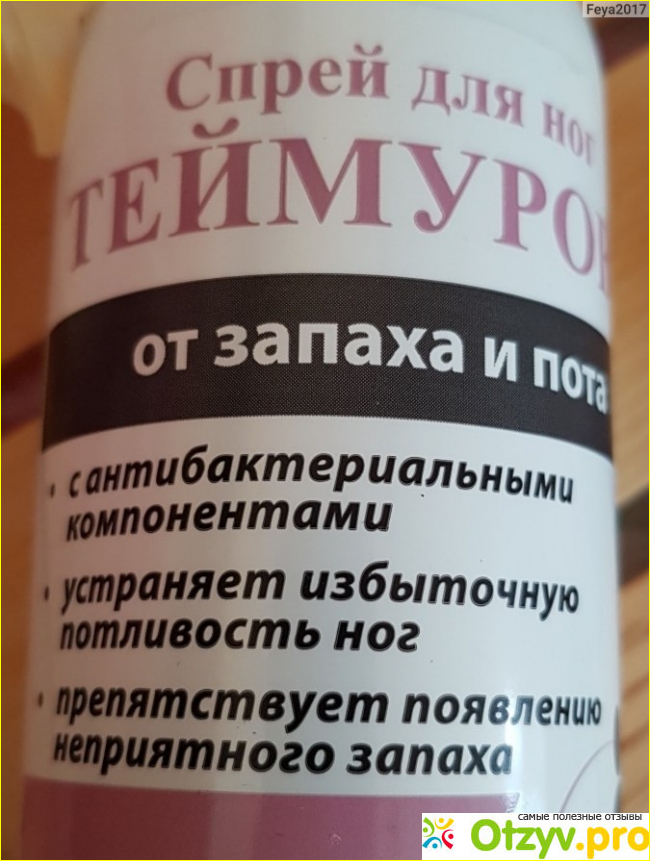 Feya2017
Спрей для ног
ТЕЙМУРО
от запаха и пота
• с антибактериальными
компонентами
• устраняет избыточную
потливость ног
• препятствует появлению
неприятного запаха
самые полезные отзывы
Otzyv.pro